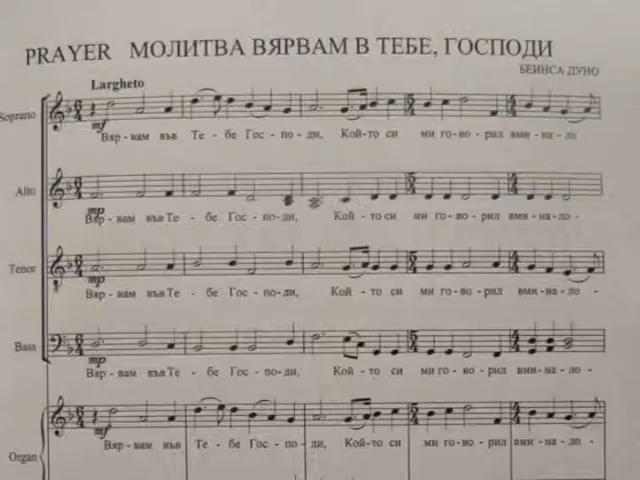 PRAYER МОЛИТВА ВЯРВАМ В ТЕБЕ, ГОСПОДИ
БЕИНСА ДУНО
Largheto
Soprano
mf
Вярвам във Те - бе Гос - по - ди, Кой-то си ми го-во - рил вми-на-ло
Alto
mp
Вяр - вам във Те - бе Гос - по-ди, Кой - то си ми го-во - рил вми-на-ло -
Tenor
mp
Вяр - вам във Те - бе Гос - по-ди, Кой - то си ми го-во-рил вми-на-ло -
Bass
mp
Вяр - вам във Те - бе Гос - по-ди, Кой - то си ми го-во - рил вми-на-ло -
Organ
mf
Вяр - вам във Те - бе Гос - по - ди, Кой-то си ми го-во - рил вми-на-ло -